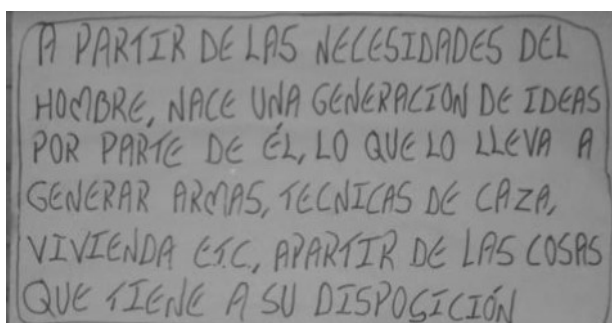 A PARTIR DE LAS NECESIDADES DEL
HOMBRE, NACE UNA GENERACION DE IDEAS
POR PARTE DE ÉL, LO QUE LO LLEVA A
GENERAR ARMAS, TECNICAS DE CAZA,
VIVIENDA ETC, APARTIR DE LAS COSAS
QUE TIENE A SU DISPOSICIÓN